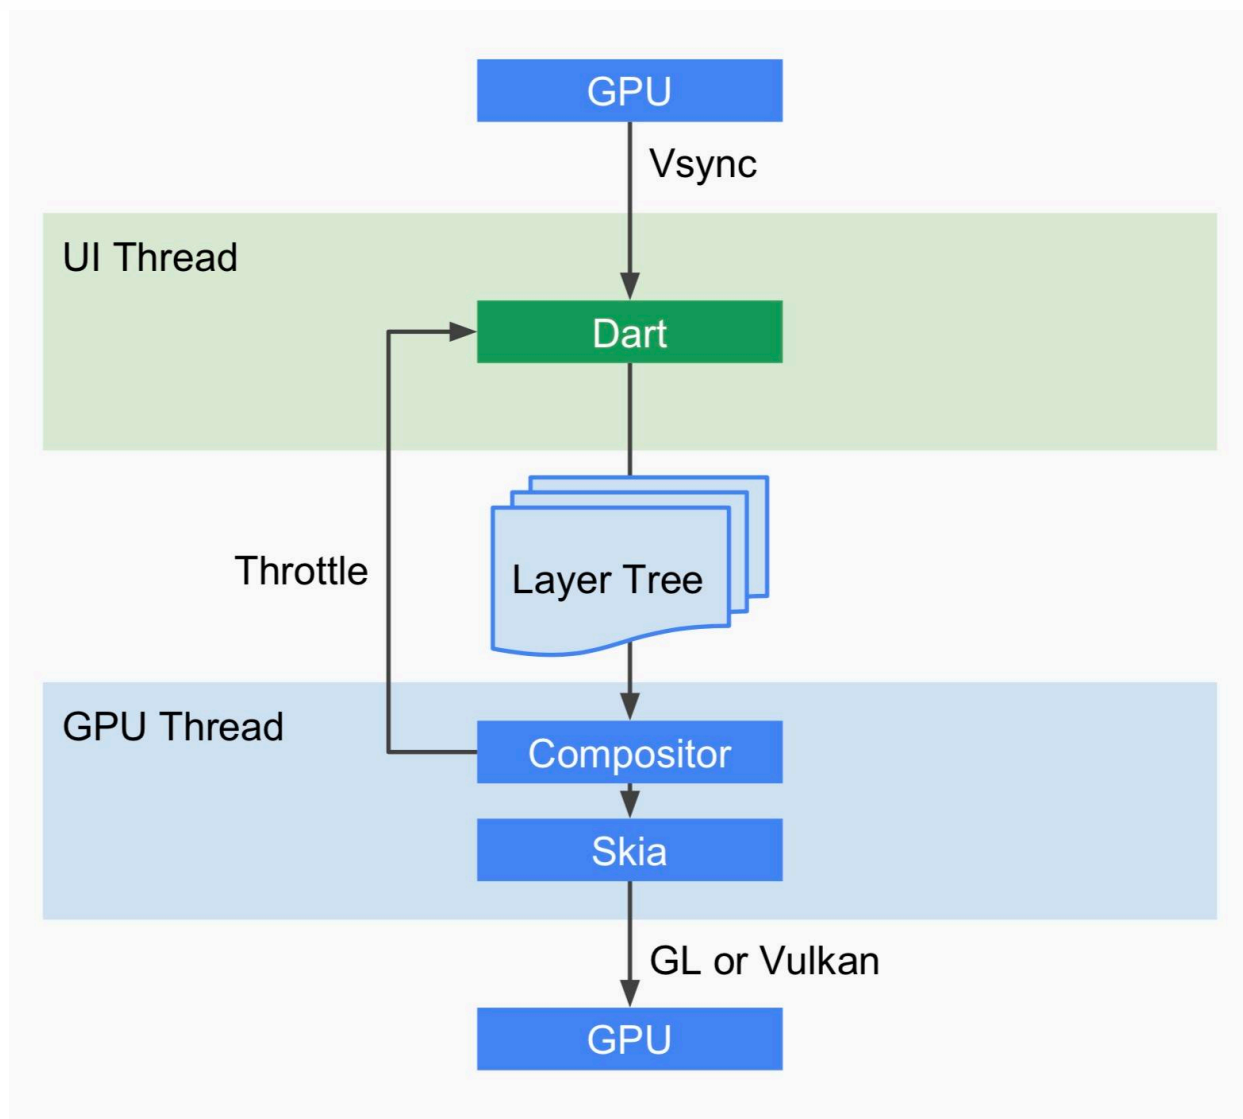 GPU
Vsync
UI Thread
Dart
Throttle
Layer Tree
GPU Thread
Compositor
Skia
GL or Vulkan
GPU